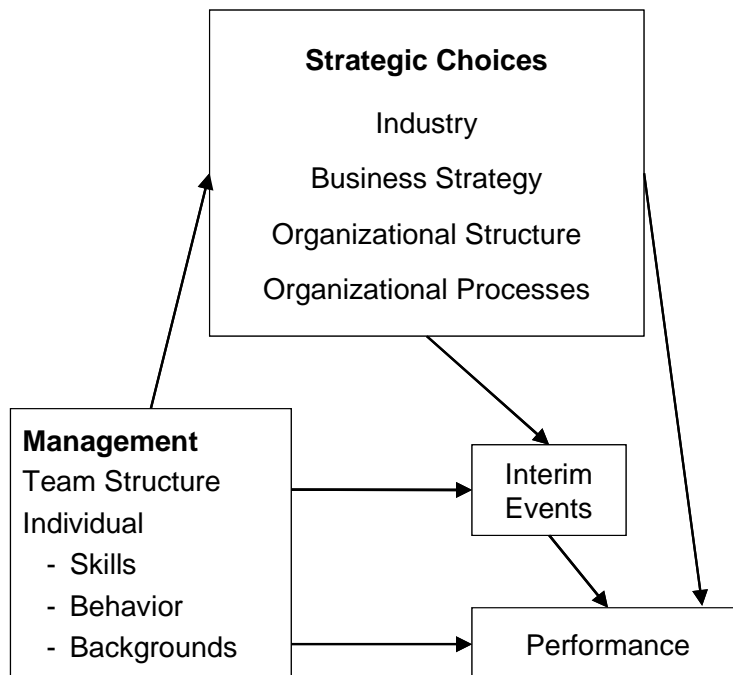 Strategic Choices
Industry
Business Strategy
Organizational Structure
Organizational Processes
Management
Team Structure
Individual
- Skills
- Behavior
- Backgrounds
Interim
Events
Performance